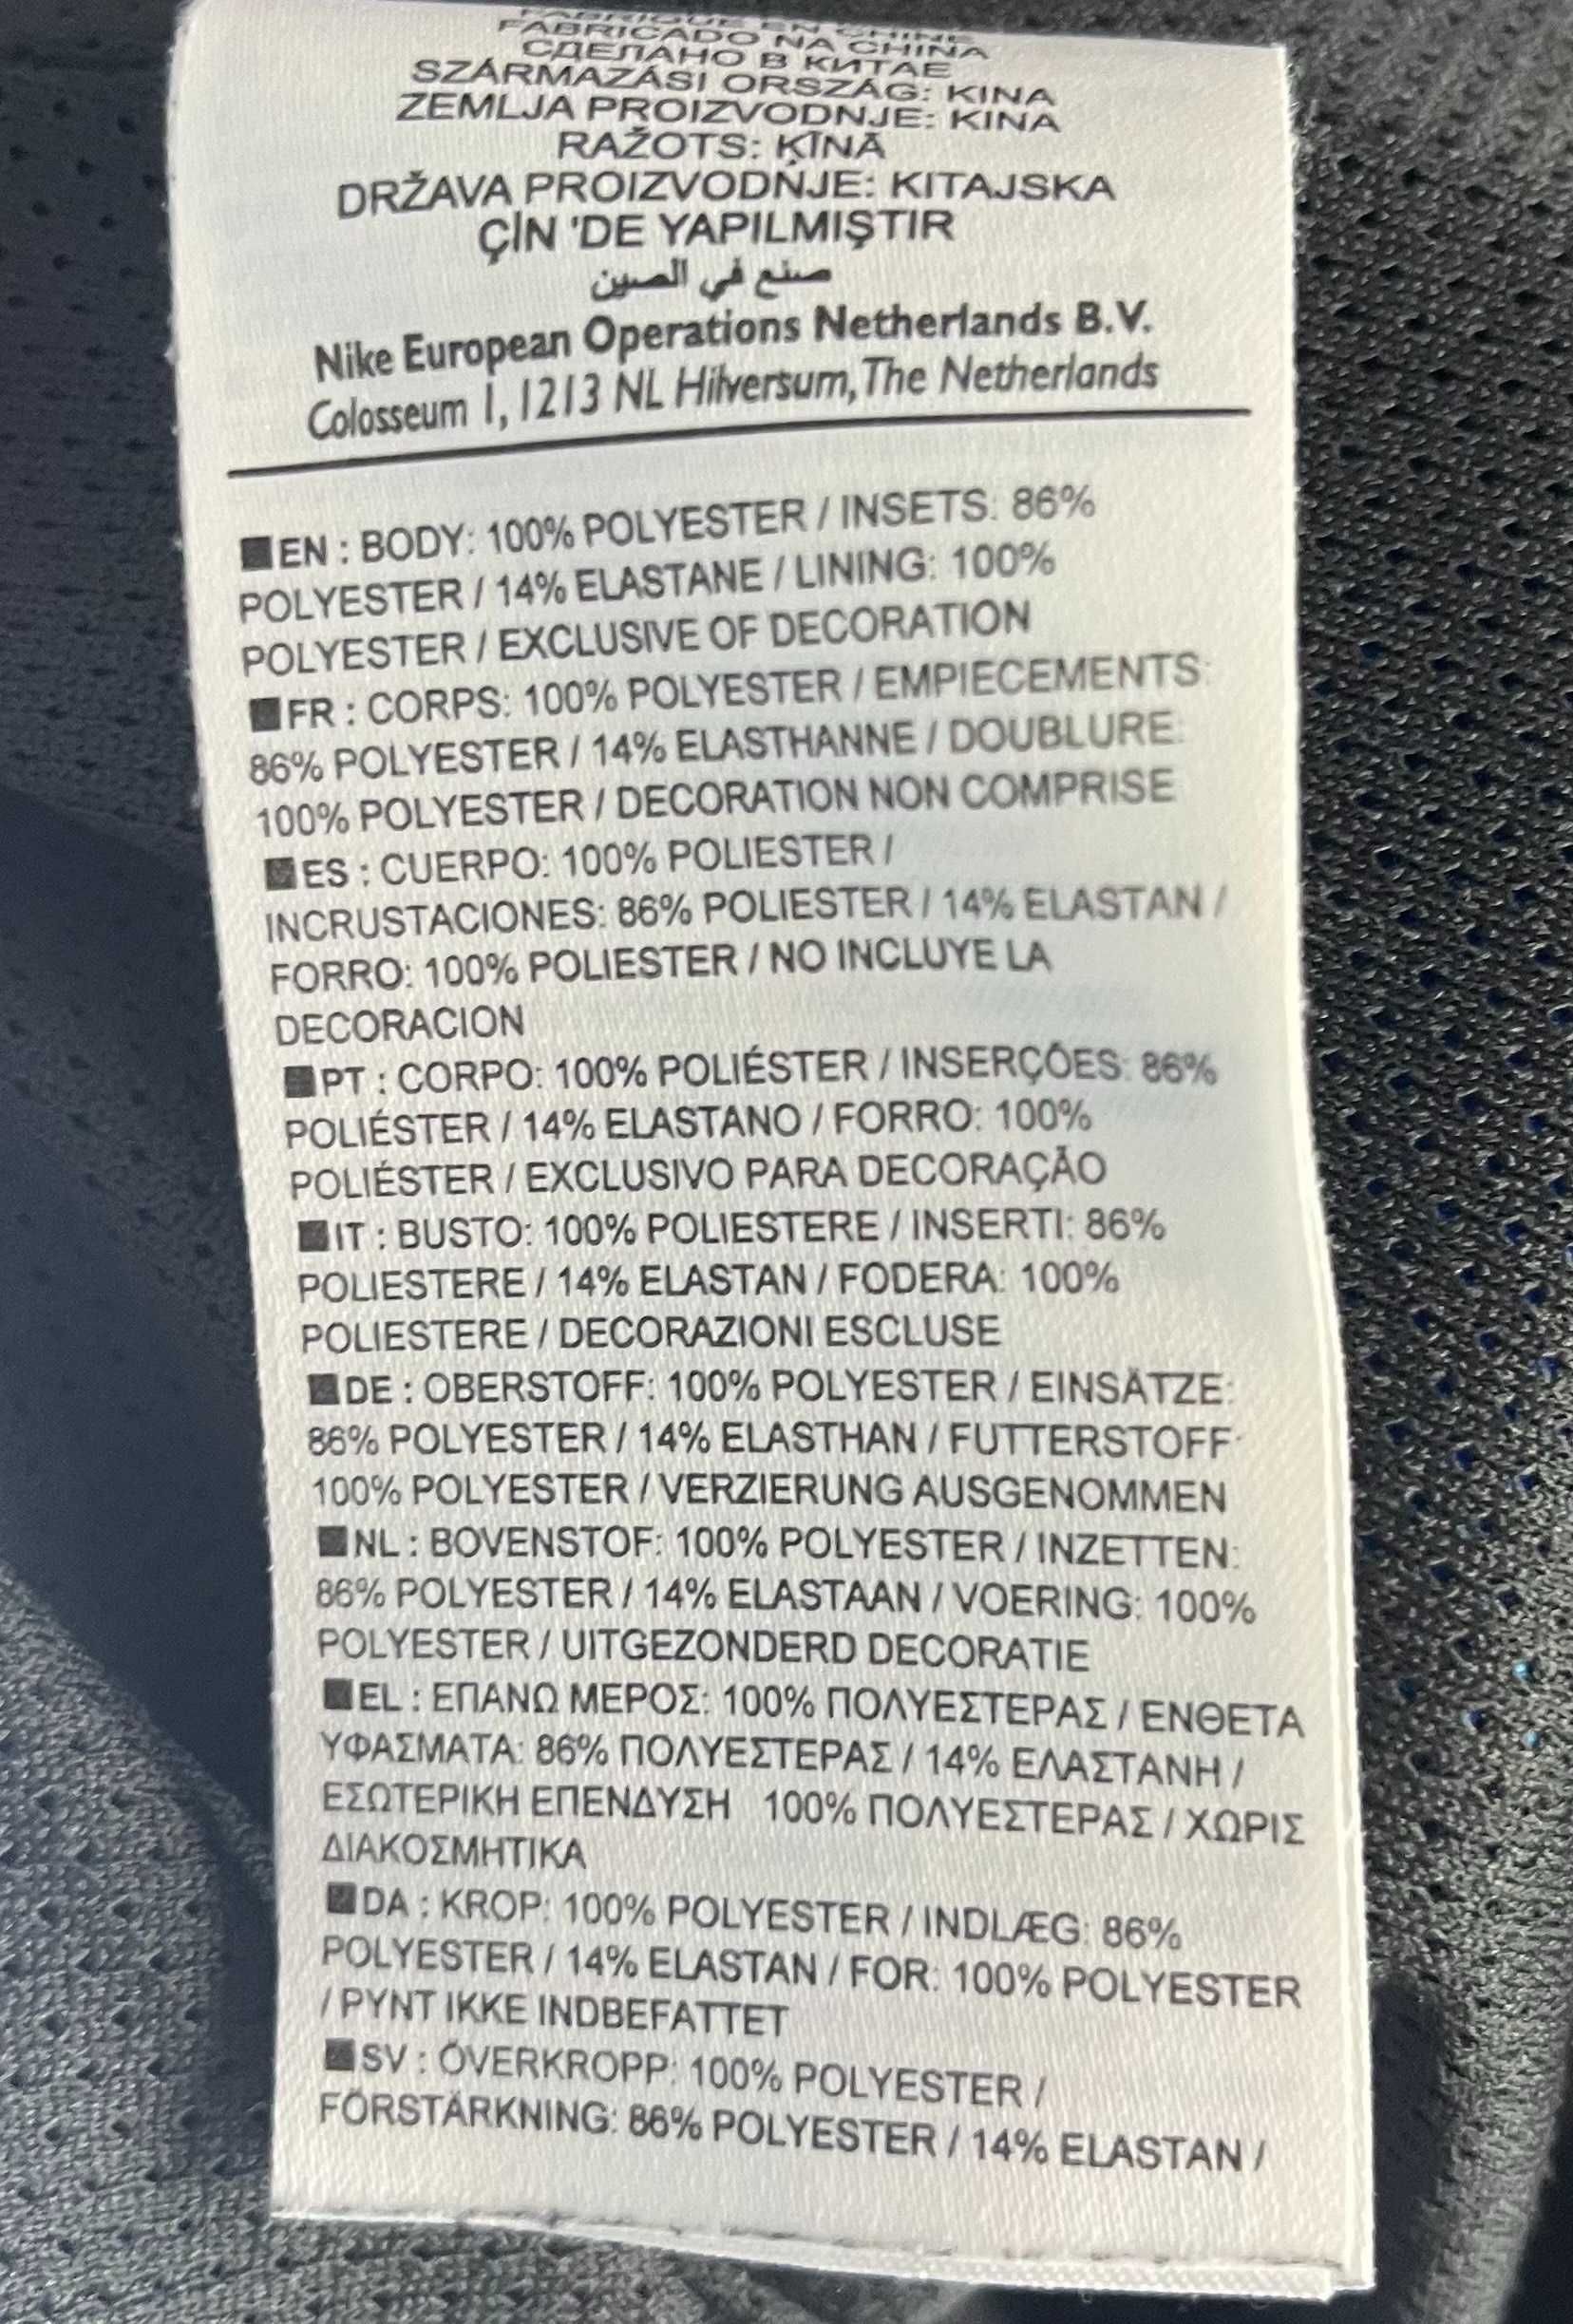 FABRIQUE EN CHINE
FABRICADO NA CHINA
СДЕЛАНО В КИТАЕ
SZÁRMAZÁSI ORSZÁG: KINA
ZEMLJA PROIZVODNJE: KINA
RAŽOTS: ĶĪNĀ
DRŽAVA PROIZVODNJE: KITAJSKA
ÇİN 'DE YAPILMIŞTIR
صنع في الصين
Nike European Operations Netherlands B.V.
Colosseum 1, 1213 NL Hilversum, The Netherlands
■EN : BODY: 100% POLYESTER / INSETS: 86%
POLYESTER / 14% ELASTANE / LINING: 100%
POLYESTER / EXCLUSIVE OF DECORATION
■FR : CORPS: 100% POLYESTER / EMPIECEMENTS:
86% POLYESTER / 14% ELASTHANNE / DOUBLURE:
100% POLYESTER / DECORATION NON COMPRISE
■ES : CUERPO: 100% POLIESTER /
INCRUSTACIONES: 86% POLIESTER / 14% ELASTAN /
FORRO: 100% POLIESTER / NO INCLUYE LA
DECORACION
■PT : CORPO: 100% POLIÉSTER / INSERÇÕES: 86%
POLIÉSTER / 14% ELASTANO / FORRO: 100%
POLIÉSTER / EXCLUSIVO PARA DECORAÇÃO
■IT : BUSTO: 100% POLIESTERE / INSERTI: 86%
POLIESTERE / 14% ELASTAN / FODERA: 100%
POLIESTERE / DECORAZIONI ESCLUSE
■DE : OBERSTOFF: 100% POLYESTER / EINSÄTZE:
86% POLYESTER / 14% ELASTHAN / FUTTERSTOFF:
100% POLYESTER / VERZIERUNG AUSGENOMMEN
■NL : BOVENSTOF: 100% POLYESTER / INZETTEN:
86% POLYESTER / 14% ELASTAAN / VOERING: 100%
POLYESTER / UITGEZONDERD DECORATIE
■EL : ΕΠΑΝΩ ΜΕΡΟΣ: 100% ΠΟΛΥΕΣΤΕΡΑΣ / ΕΝΘΕΤΑ
ΥΦΑΣΜΑΤΑ: 86% ΠΟΛΥΕΣΤΕΡΑΣ / 14% ΕΛΑΣΤΑΝΗ /
ΕΣΩΤΕΡΙΚΗ ΕΠΕΝΔΥΣΗ 100% ΠΟΛΥΕΣΤΕΡΑΣ / ΧΩΡΙΣ
ΔΙΑΚΟΣΜΗΤΙΚΑ
■DA : KROP: 100% POLYESTER / INDLÆG: 86%
POLYESTER / 14% ELASTAN / FOR: 100% POLYESTER
/ PYNT IKKE INDBEFATTET
■SV : ÖVERKROPP: 100% POLYESTER /
FÖRSTÄRKNING: 86% POLYESTER / 14% ELASTAN /